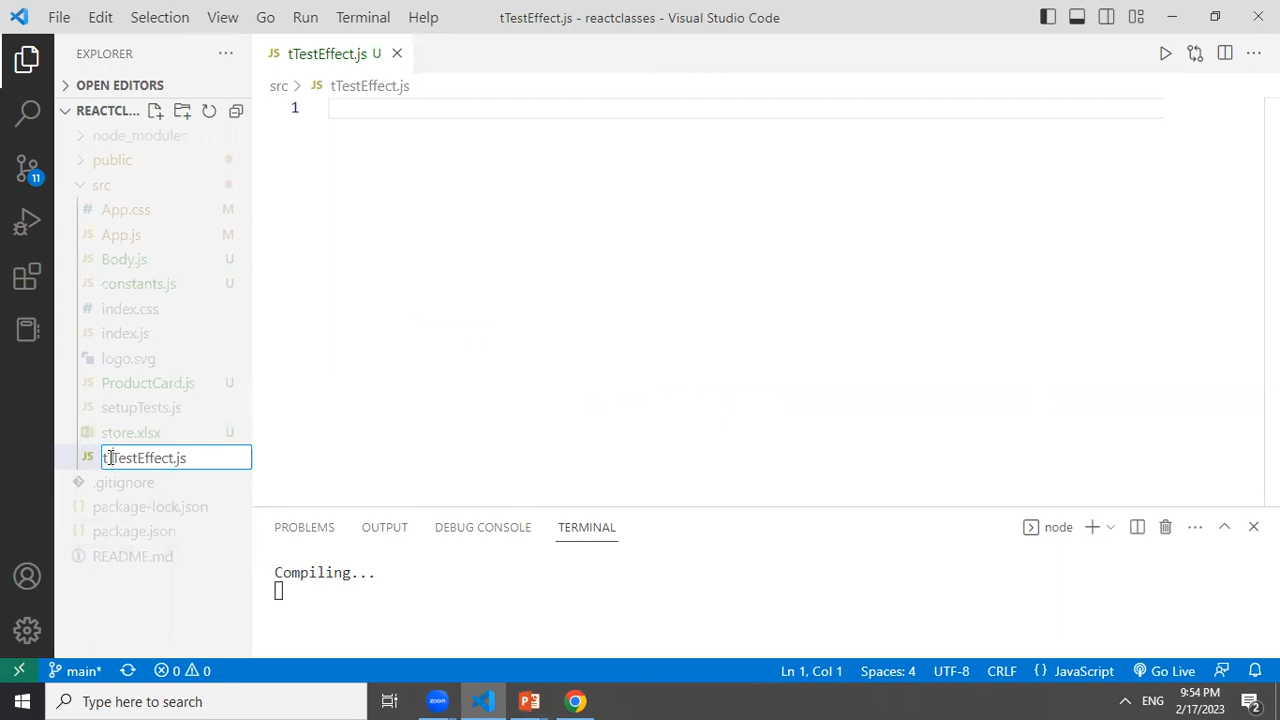 File Edit Selection View Go Run Terminal Help
tTestEffect.js - reactclasses - Visual Studio Code
EXPLORER
JS tTestEffect.js U
OPEN EDITORS
src
JS tTestEffect.js
REACTCL...
1
node_modules
public
src
# App.css M
JS App.js M
JS Body.js U
JS constants.js U
# index.css
JS index.js
logo.svg
JS ProductCard.js U
JS setupTests.js
store.xlsx U
JS tTestEffect.js
.gitignore
{} package-lock.json
{} package.json
README.md
11
PROBLEMS OUTPUT DEBUG CONSOLE TERMINAL
node
Compiling...
main*
0 0
Ln 1, Col 1
Spaces: 4
UTF-8
CRLF
{} JavaScript
Go Live
Type here to search
zoom
ENG
9:54 PM
2/17/2023
2